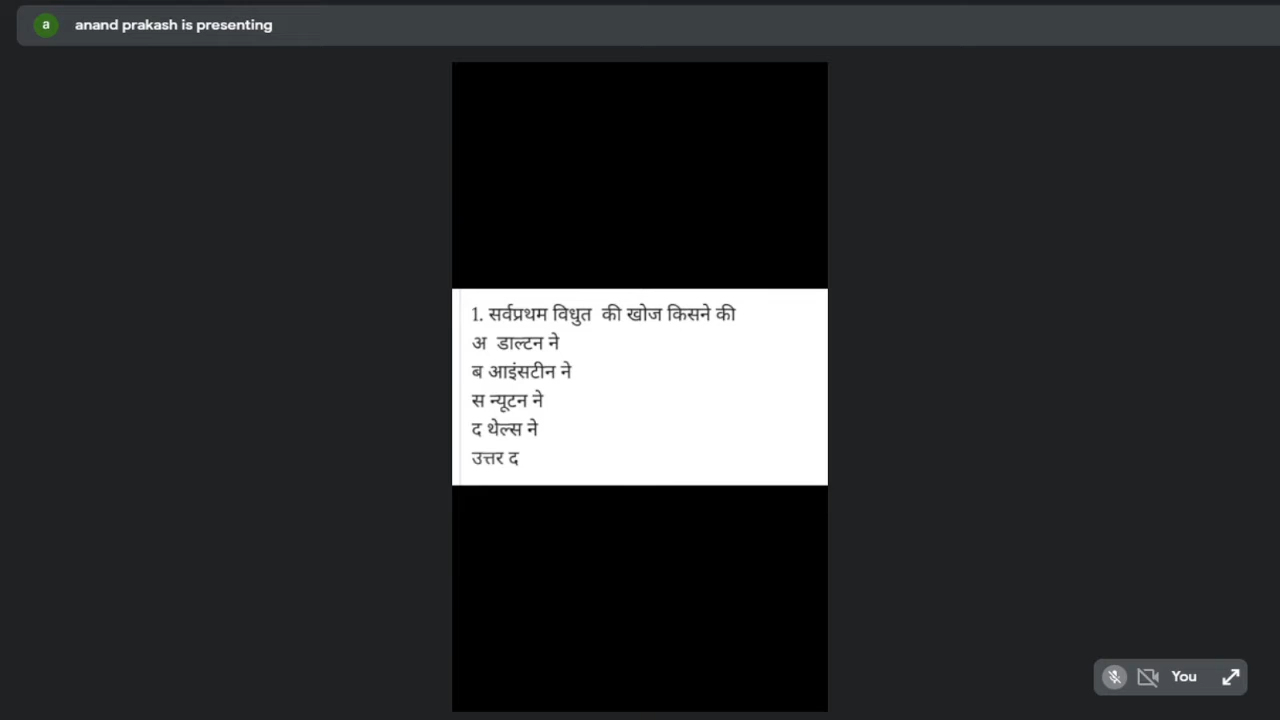 a anand prakash is presenting
1. सर्वप्रथम विधुत की खोज किसने की
अ डाल्टन ने
ब आइंसटीन ने
स न्यूटन ने
द थेल्स ने
उत्तर द
You